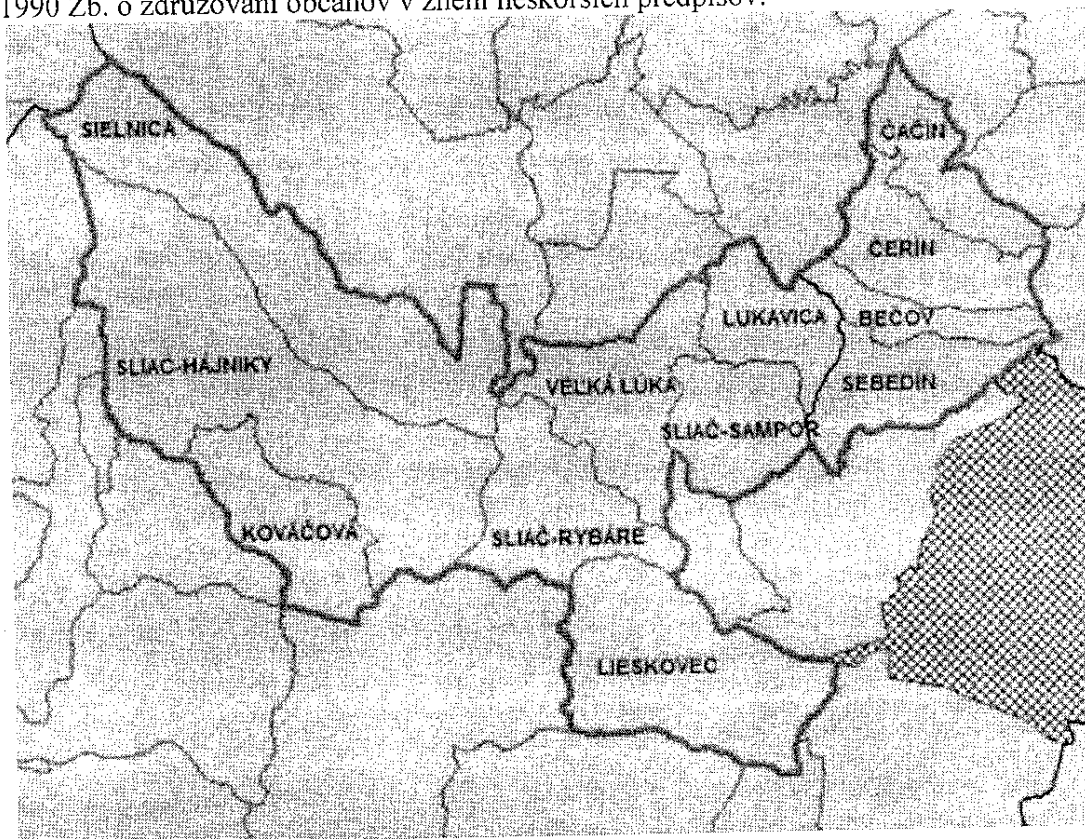 1990 Zb. o združovaní občanov v znení neskorších predpisov.
SIELNICA
ČAČÍN
ČERÍN
LUKAVICA
BEČOV
SLIAČ-HÁJNIKY
VEĽKÁ LÚKA
SEBEDÍN
SLIAČ-SAMPOR
KOVÁČOVÁ
SLIAČ-RYBÁRE
LIESKOVEC